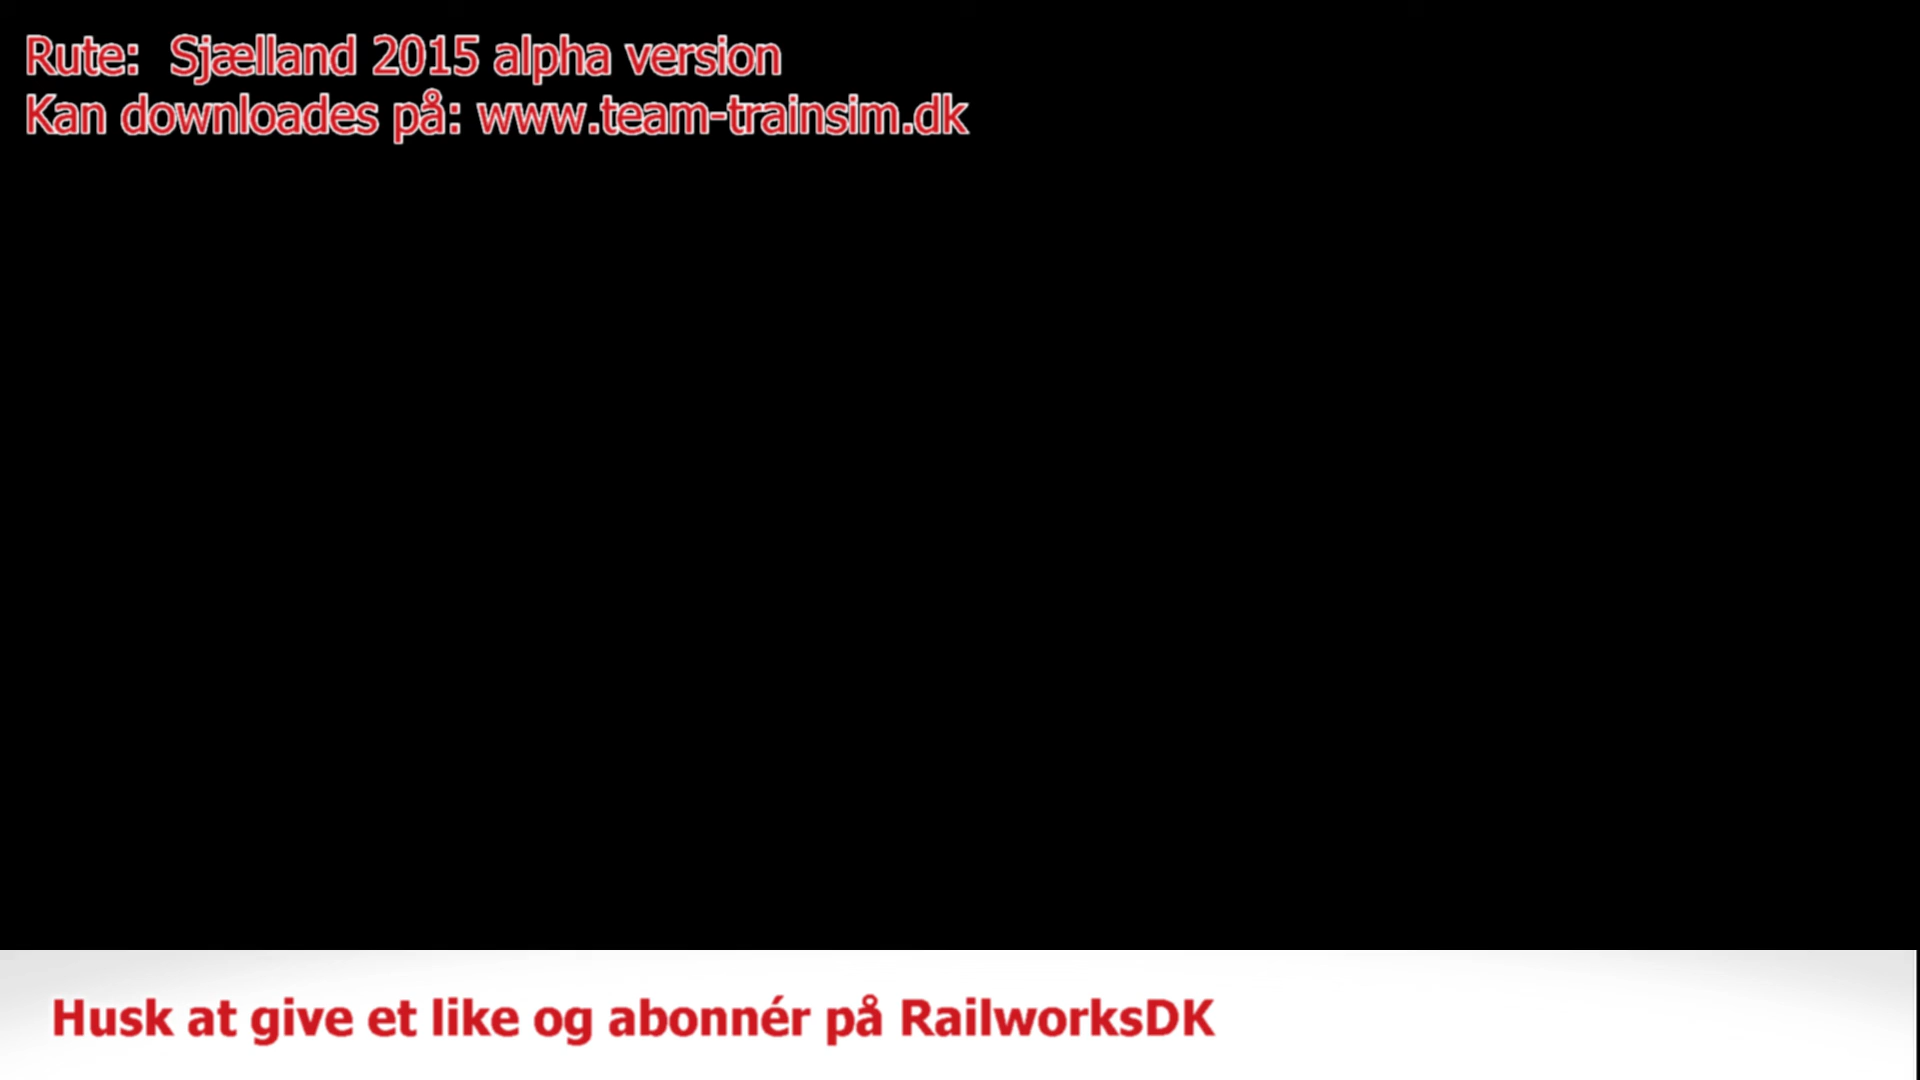 Rute:  Sjælland 2015 alpha version
Kan downloades på: www.team-trainsim.dk
Husk at give et like og abonnér på RailworksDK